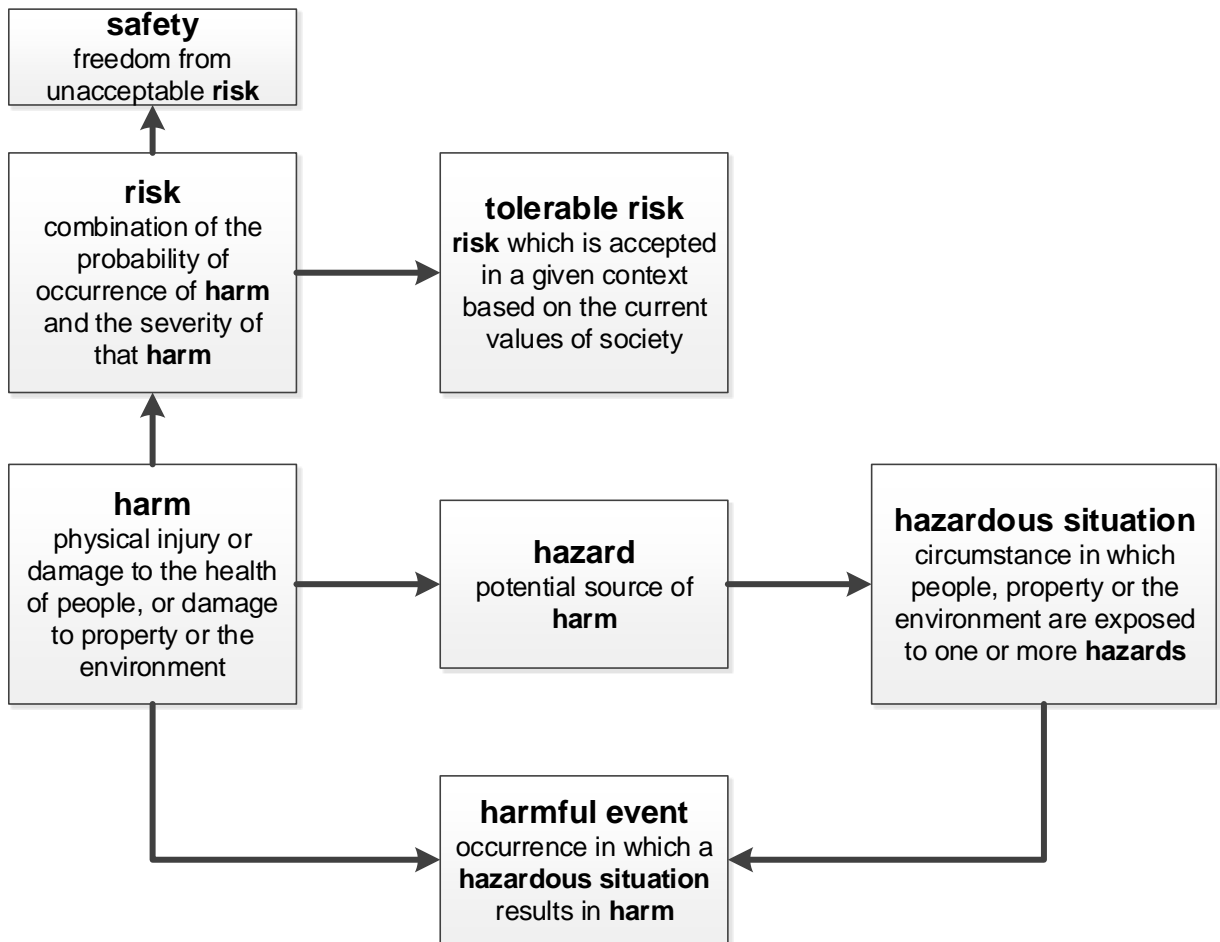 safety
freedom from
unacceptable risk
risk
combination of the
probability of
occurrence of harm
and the severity of
that harm
tolerable risk
risk which is accepted
in a given context
based on the current
values of society
harm
physical injury or
damage to the health
of people, or damage
to property or the
environment
hazard
potential source of
harm
hazardous situation
circumstance in which
people, property or the
environment are exposed
to one or more hazards
harmful event
occurrence in which a
hazardous situation
results in harm